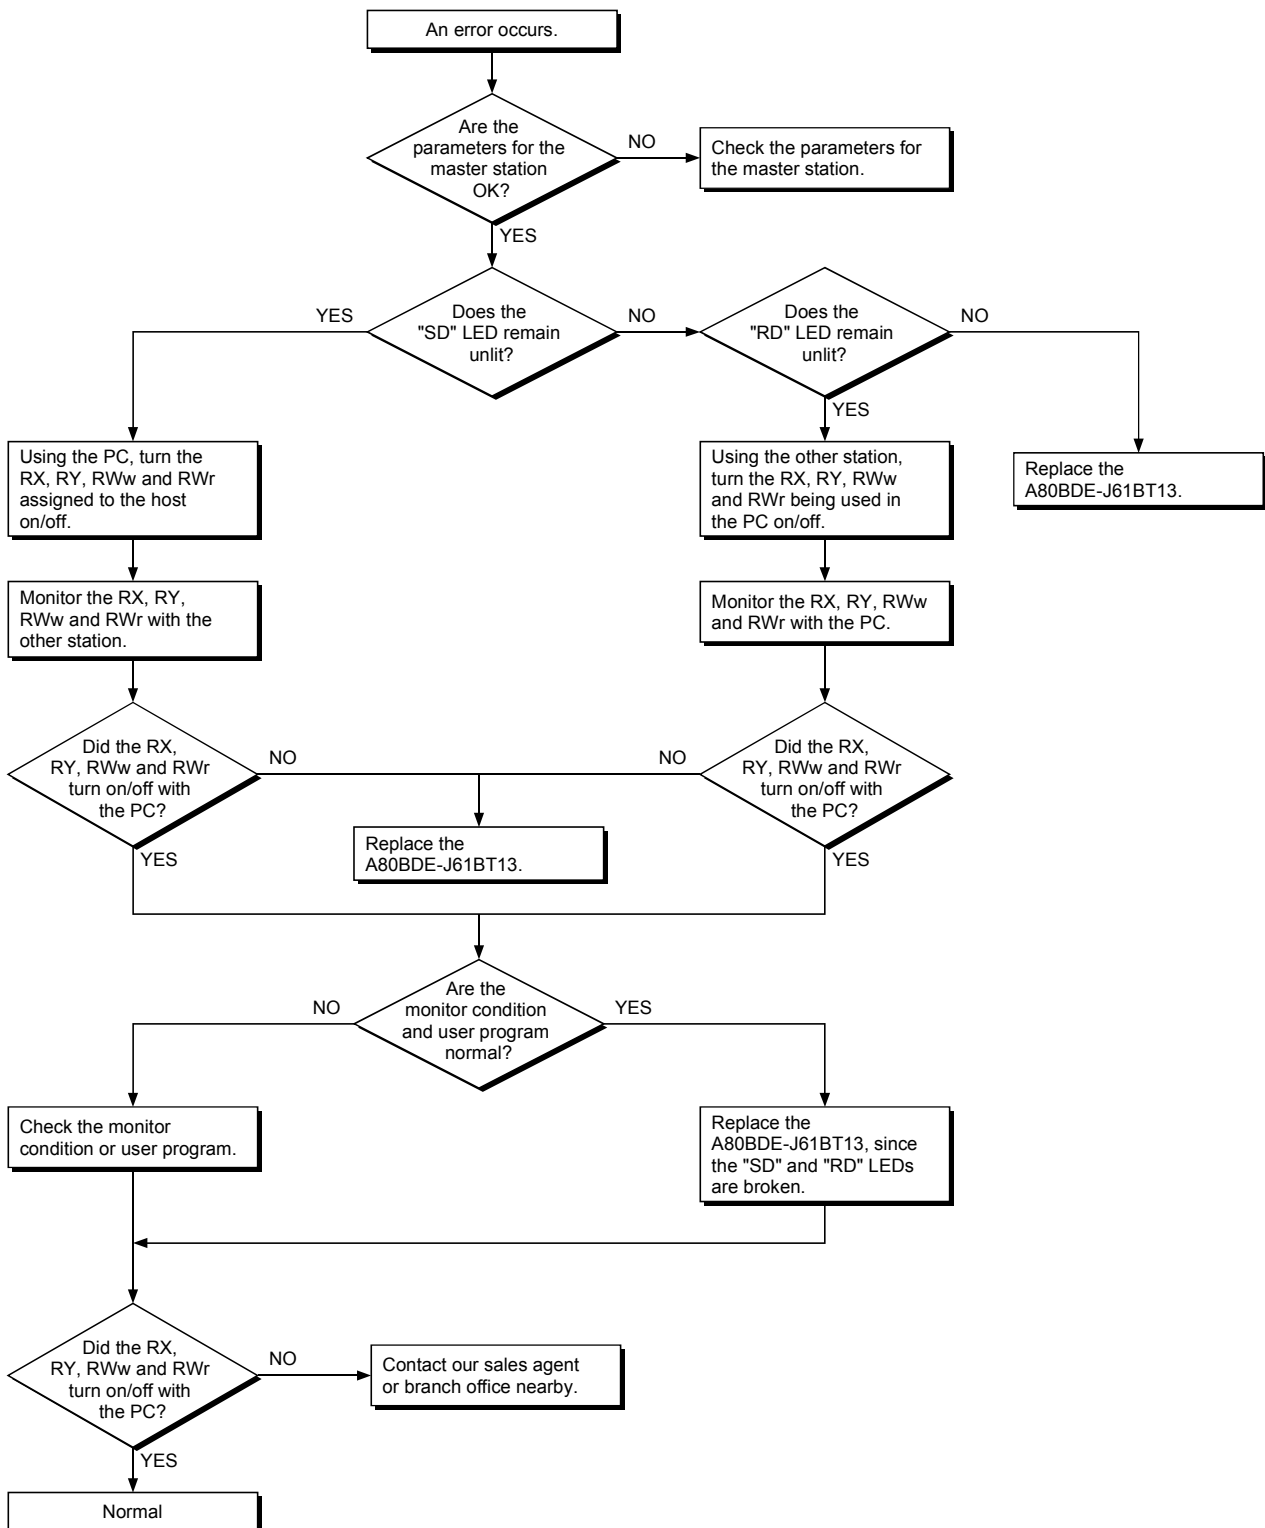 An error occurs.
Are the
parameters for the
master station
OK?
NO
Check the parameters for
the master station.
YES
YES
Does the
"SD" LED remain
unlit?
NO
Does the
"RD" LED remain
unlit?
NO
YES
Using the PC, turn the
RX, RY, RWw and RWr
assigned to the host
on/off.
Using the other station,
turn the RX, RY, RWw
and RWr being used in
the PC on/off.
Replace the
A80BDE-J61BT13.
Monitor the RX, RY,
RWw and RWr with the
other station.
Monitor the RX, RY, RWw
and RWr with the PC.
Did the RX,
RY, RWw and RWr
turn on/off with
the PC?
NO
NO
Did the RX,
RY, RWw and RWr
turn on/off with
the PC?
YES
Replace the
A80BDE-J61BT13.
YES
NO
Are the
monitor condition
and user program
normal?
YES
Check the monitor
condition or user program.
Replace the
A80BDE-J61BT13, since
the "SD" and "RD" LEDs
are broken.
Did the RX,
RY, RWw and RWr
turn on/off with
the PC?
NO
Contact our sales agent
or branch office nearby.
YES
Normal